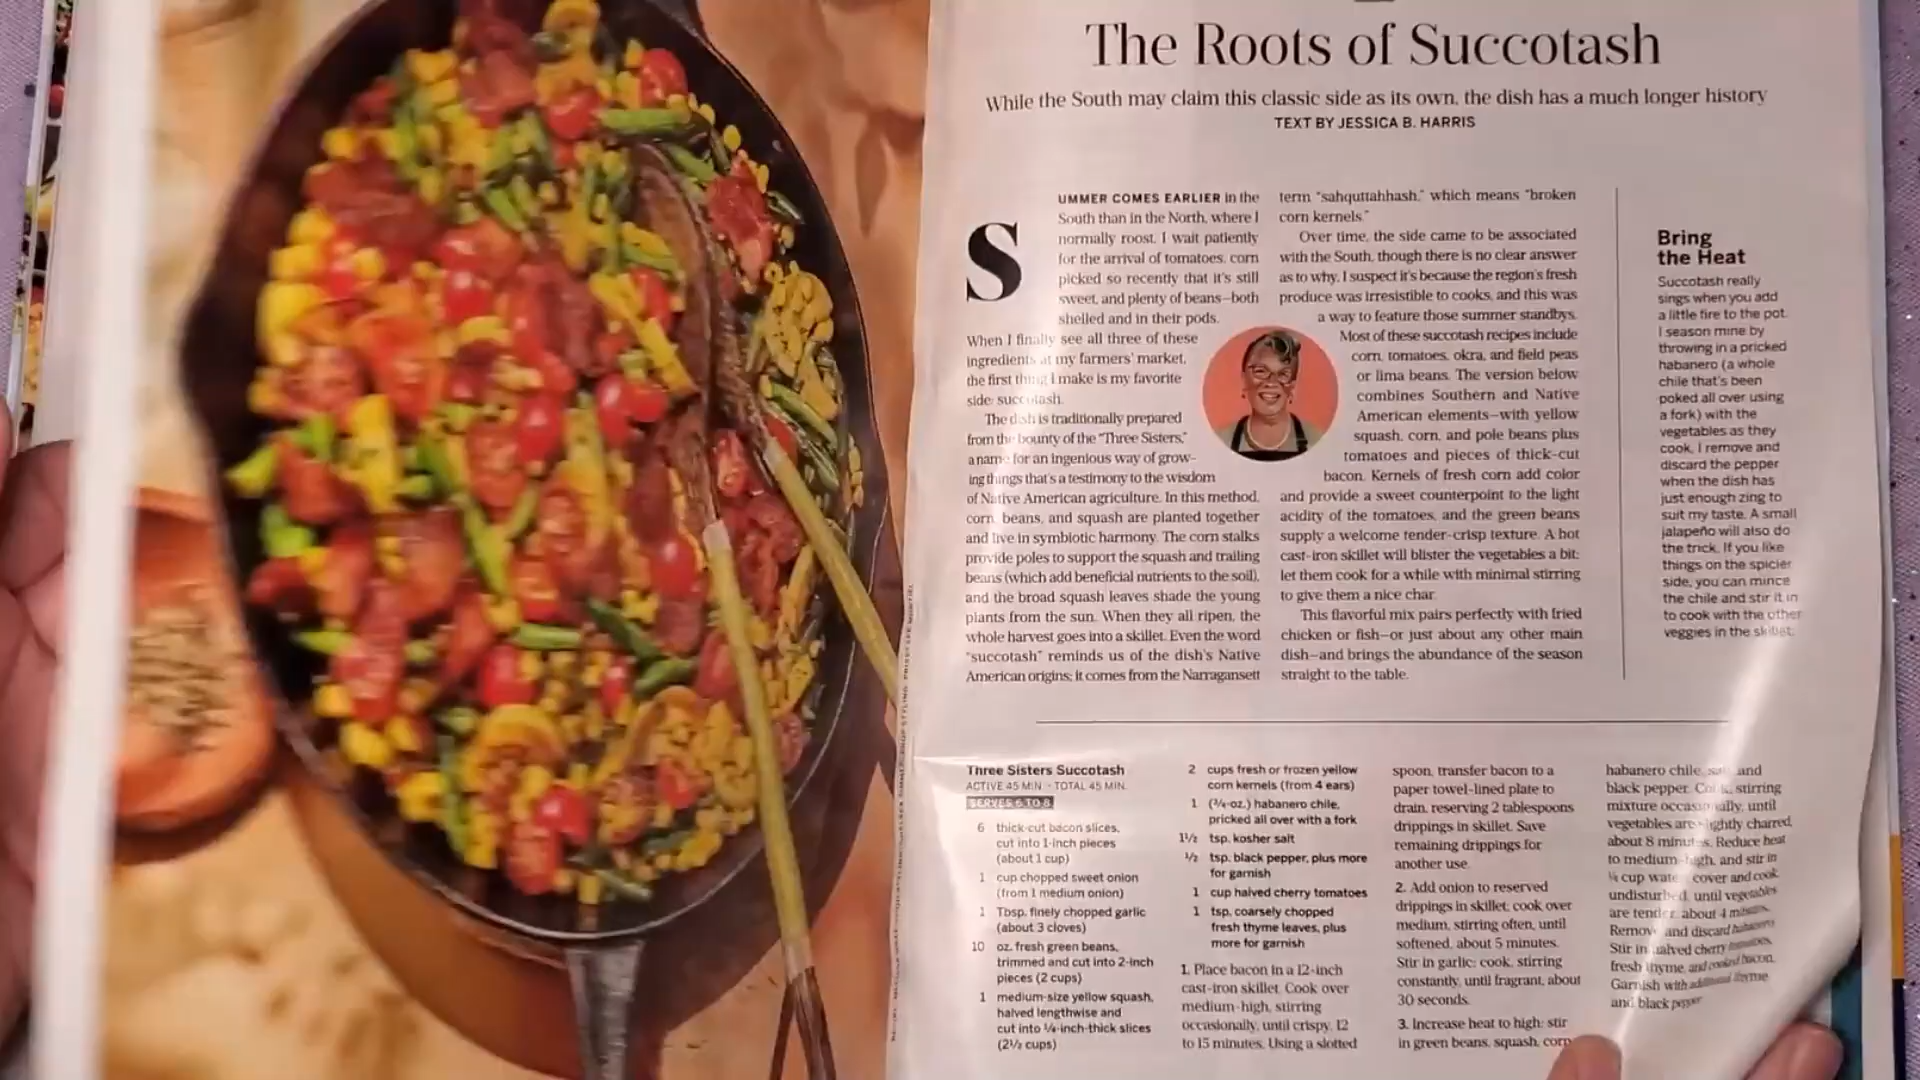 The Roots of Succotash
While the South may claim this classic side as its own, the dish has a much longer history
TEXT BY JESSICA B. HARRIS
SUMMER COMES EARLIER in the
South than in the North, where I
normally roost. I wait patiently
for the arrival of tomatoes, corn
picked so recently that it's still
sweet, and plenty of beans—both
shelled and in their pods.
When I finally see all three of these
ingredients at my farmers' market,
the first thing I make is my favorite
side: succotash.
The dish is traditionally prepared
from the bounty of the "Three Sisters,"
a name for an ingenious way of grow-
ing things that's a testimony to the wisdom
of Native American agriculture. In this method,
corn, beans, and squash are planted together
and live in symbiotic harmony. The corn stalks
provide poles to support the squash and trailing
beans (which add beneficial nutrients to the soil),
and the broad squash leaves shade the young
plants from the sun. When they all ripen, the
whole harvest goes into a skillet. Even the word
"succotash" reminds us of the dish's Native
American origins; it comes from the Narragansett
term "sahquttahhash," which means "broken
corn kernels."
Over time, the side came to be associated
with the South, though there is no clear answer
as to why. I suspect it's because the region's fresh
produce was irresistible to cooks, and this was
a way to feature those summer standbys.
Most of these succotash recipes include
corn, tomatoes, okra, and field peas
or lima beans. The version below
combines Southern and Native
American elements—with yellow
squash, corn, and pole beans plus
tomatoes and pieces of thick-cut
bacon. Kernels of fresh corn add color
and provide a sweet counterpoint to the light
acidity of the tomatoes, and the green beans
supply a welcome tender-crisp texture. A hot
cast-iron skillet will blister the vegetables a bit;
let them cook for a while with minimal stirring
to give them a nice char.
This flavorful mix pairs perfectly with fried
chicken or fish—or just about any other main
dish—and brings the abundance of the season
straight to the table.
Bring
the Heat
Succotash really
sings when you add
a little fire to the pot.
I season mine by
throwing in a pricked
habanero (a whole
chile that's been
poked all over using
a fork) with the
vegetables as they
cook. I remove and
discard the pepper
when the dish has
just enough zing to
suit my taste. A small
jalapeño will also do
the trick. If you like
things on the spicier
side, you can mince
the chile and stir it in
to cook with the other
veggies in the skillet.
Three Sisters Succotash
ACTIVE 45 MIN. - TOTAL 45 MIN.
SERVES 6 TO 8
6 thick-cut bacon slices,
cut into 1-inch pieces
(about 1 cup)
1 cup chopped sweet onion
(from 1 medium onion)
1 Tbsp. finely chopped garlic
(about 3 cloves)
10 oz. fresh green beans,
trimmed and cut into 2-inch
pieces (2 cups)
1 medium-size yellow squash,
halved lengthwise and
cut into ¼-inch-thick slices
(2½ cups)
2 cups fresh or frozen yellow
corn kernels (from 4 ears)
1 (¾-oz.) habanero chile,
pricked all over with a fork
1½ tsp. kosher salt
½ tsp. black pepper, plus more
for garnish
1 cup halved cherry tomatoes
1 tsp. coarsely chopped
fresh thyme leaves, plus
more for garnish
1. Place bacon in a 12-inch
cast-iron skillet. Cook over
medium-high, stirring
occasionally, until crispy, 12
to 15 minutes. Using a slotted
spoon, transfer bacon to a
paper towel-lined plate to
drain, reserving 2 tablespoons
drippings in skillet. Save
remaining drippings for
another use.
2. Add onion to reserved
drippings in skillet; cook over
medium, stirring often, until
softened, about 5 minutes.
Stir in garlic; cook, stirring
constantly, until fragrant, about
30 seconds.
3. Increase heat to high; stir
in green beans, squash, corn,
habanero chile, salt, and
black pepper. Cook, stirring
mixture occasionally, until
vegetables are lightly charred,
about 8 minutes. Reduce heat
to medium-high, and stir in
¼ cup water; cover and cook,
undisturbed, until vegetables
are tender, about 4 minutes.
Remove and discard habanero.
Stir in halved cherry tomatoes,
fresh thyme, and cooked bacon.
Garnish with additional thyme
and black pepper.